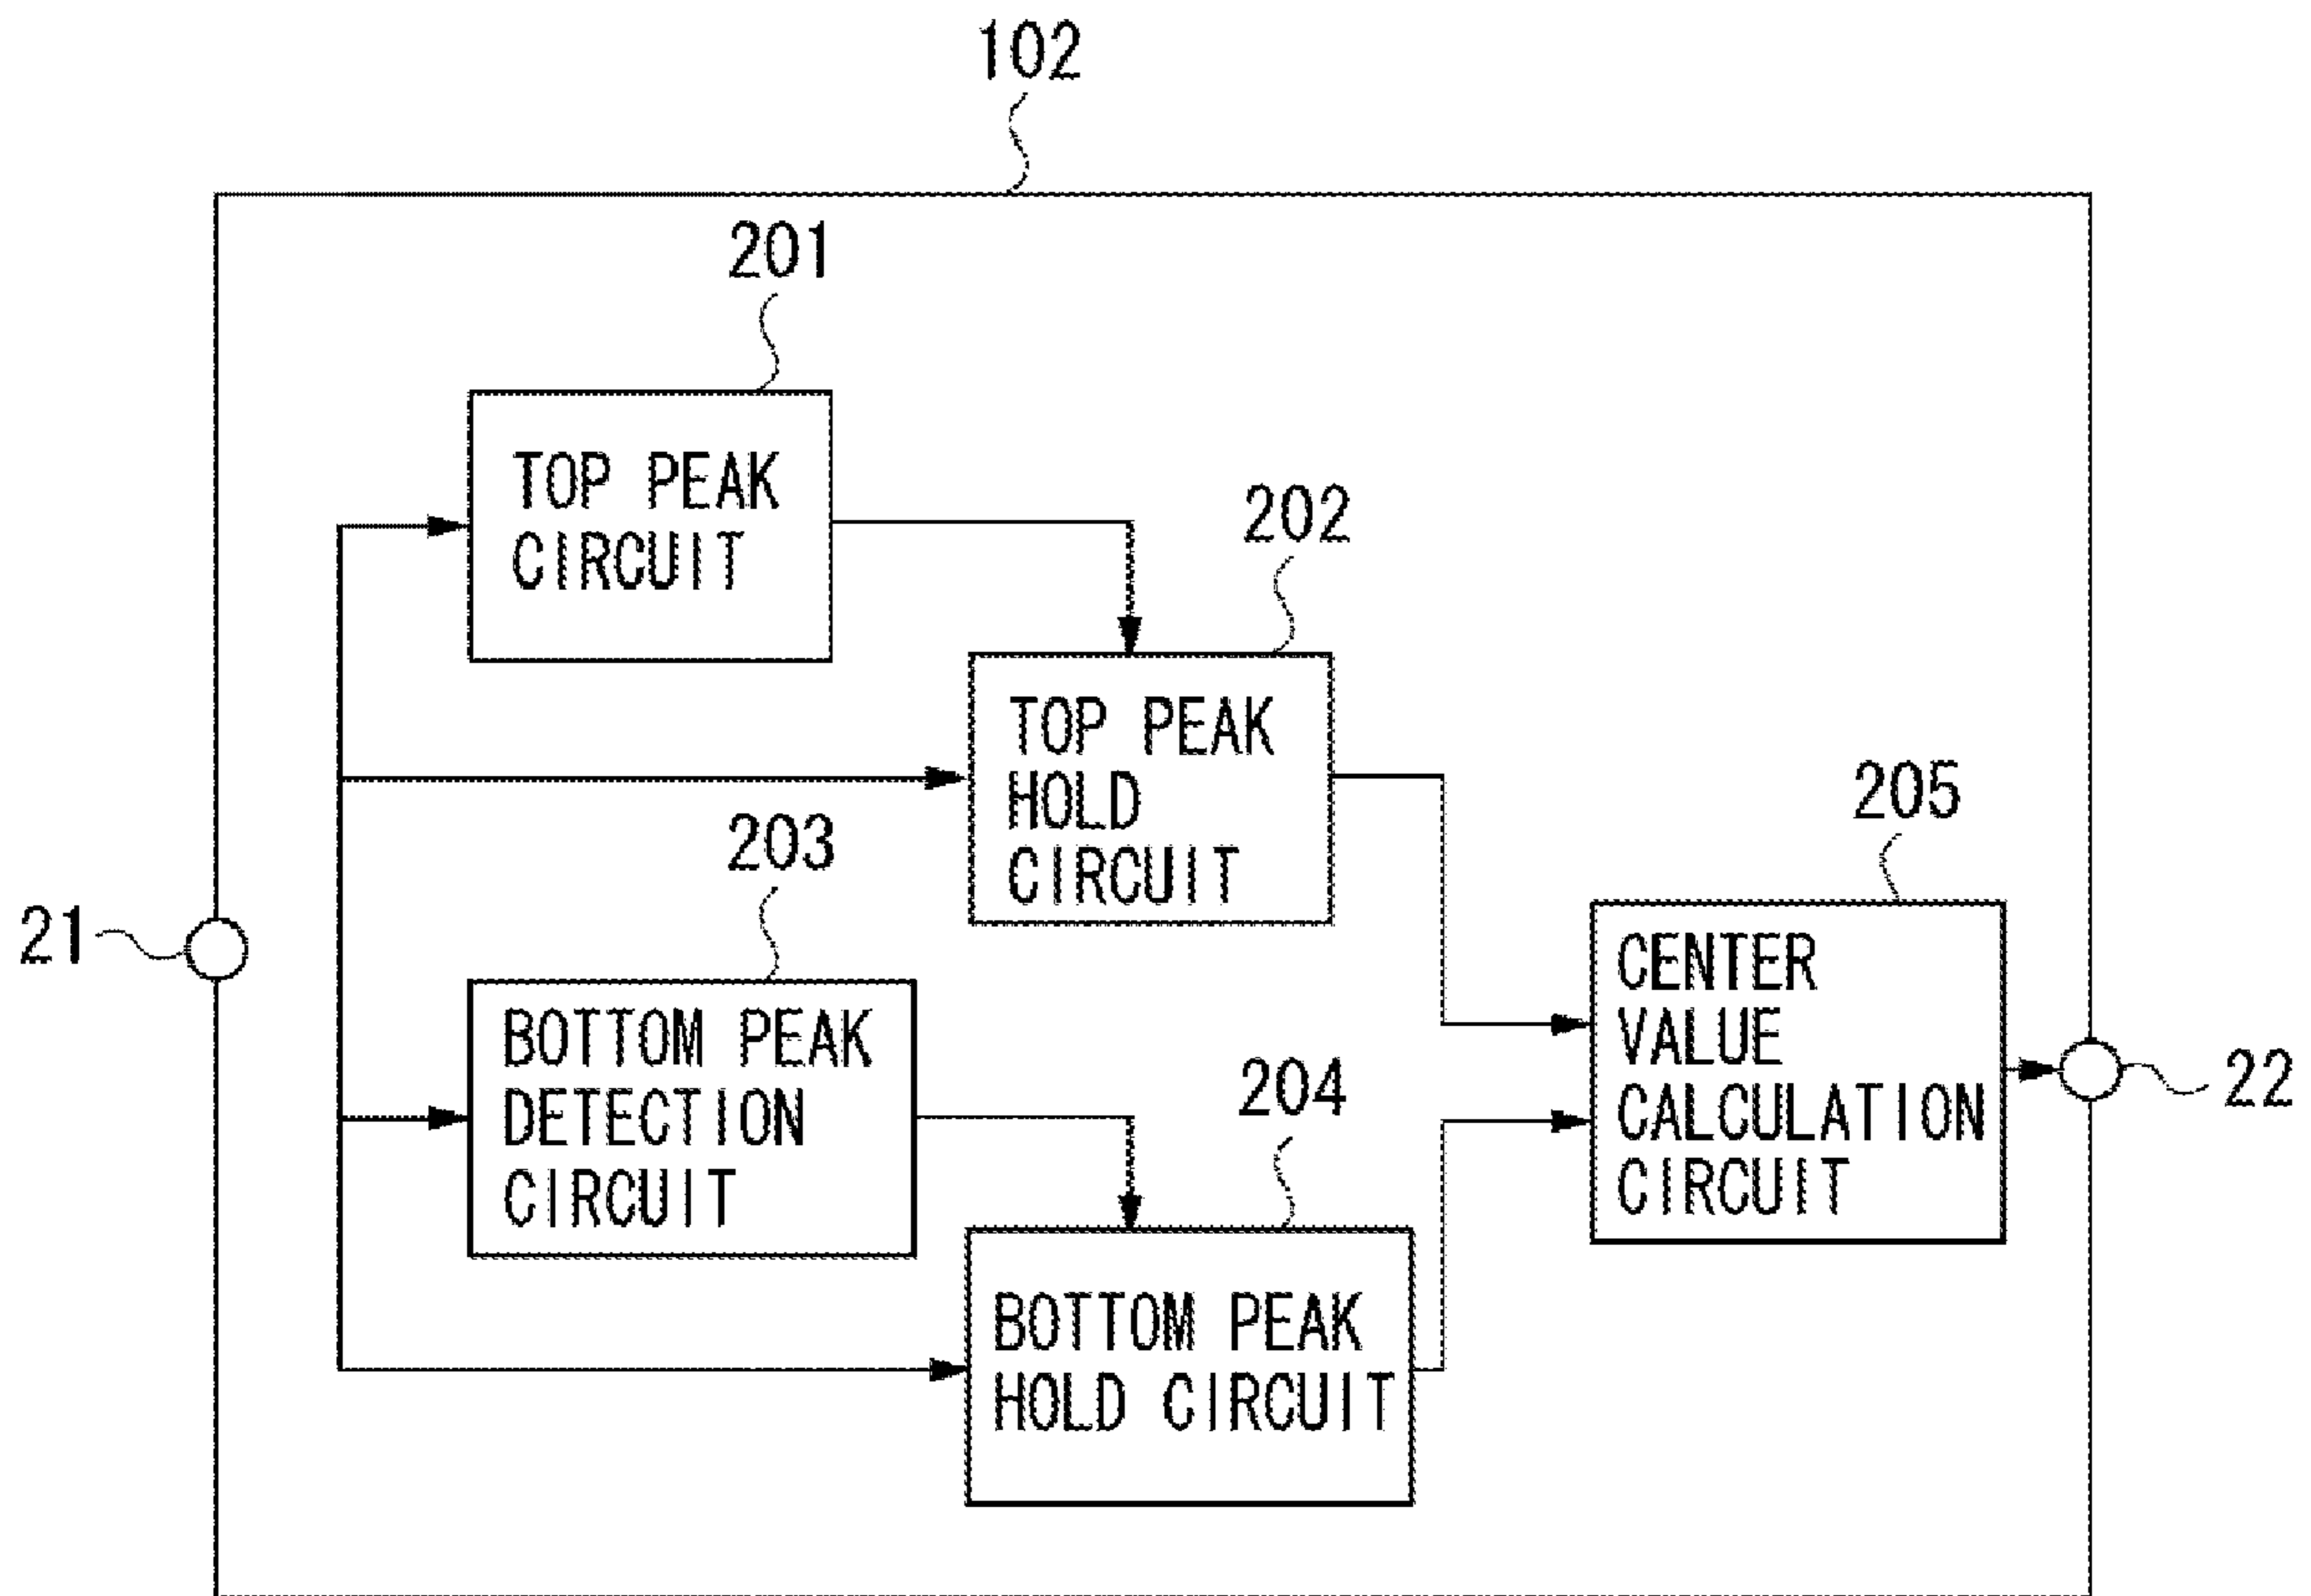 102
201
TOP PEAK
CIRCUIT
202
TOP PEAK
HOLD
CIRCUIT
203
BOTTOM PEAK
DETECTION
CIRCUIT
204
BOTTOM PEAK
HOLD CIRCUIT
205
CENTER
VALUE
CALCULATION
CIRCUIT
21
22